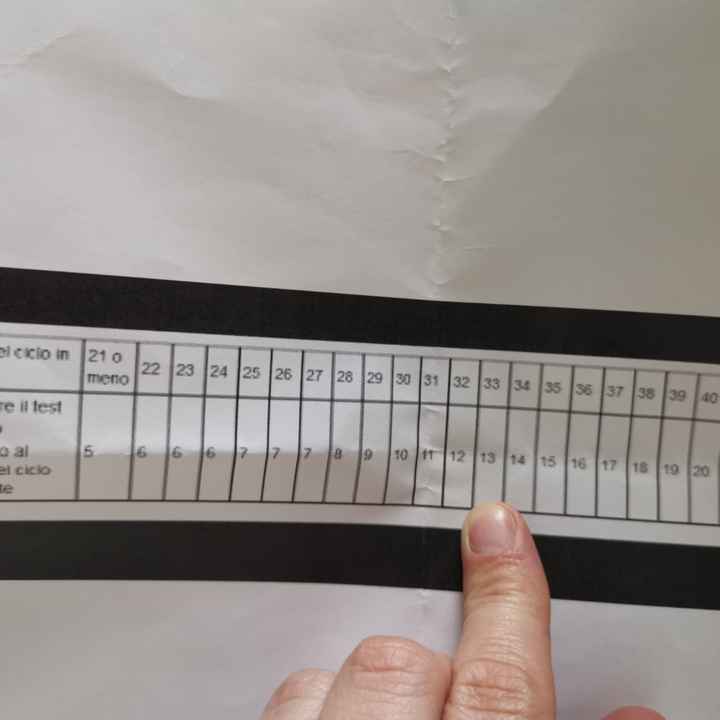 el ciclo in 21 o meno 22 23 24 25 26 27 28 29 30 31 32 33 34 35 36 37 38 39 40
re il test
o al
el ciclo
te
5 6 6 6 7 7 7 8 9 10 11 12 13 14 15 16 17 18 19 20